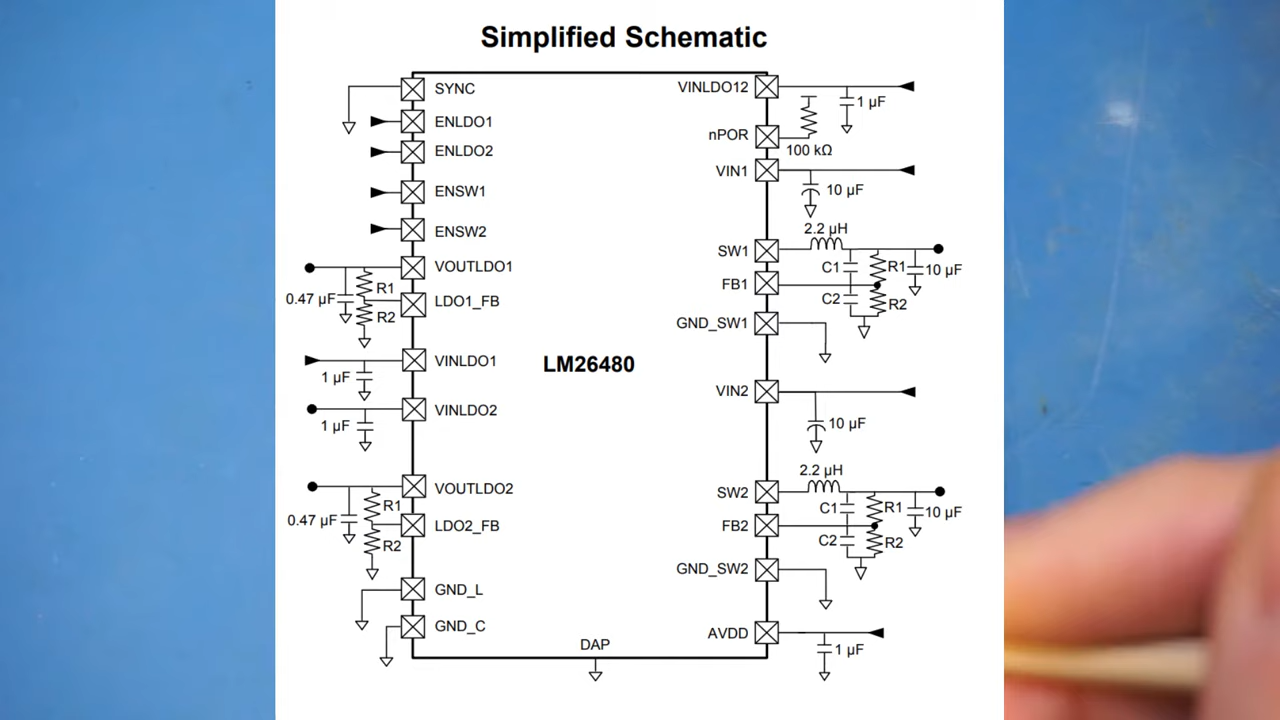 Simplified Schematic
SYNC
ENLDO1
ENLDO2
ENSW1
ENSW2
VOUTLDO1
0.47 µF
R1
LDO1_FB
R2
VINLDO1
1 µF
VINLDO2
1 µF
VOUTLDO2
0.47 µF
R1
LDO2_FB
R2
GND_L
GND_C
LM26480
DAP
VINLDO12
1 µF
nPOR
100 kΩ
VIN1
10 µF
2.2 µH
SW1
C1
R1
10 µF
FB1
C2
R2
GND_SW1
VIN2
10 µF
2.2 µH
SW2
C1
R1
10 µF
FB2
C2
R2
GND_SW2
AVDD
1 µF